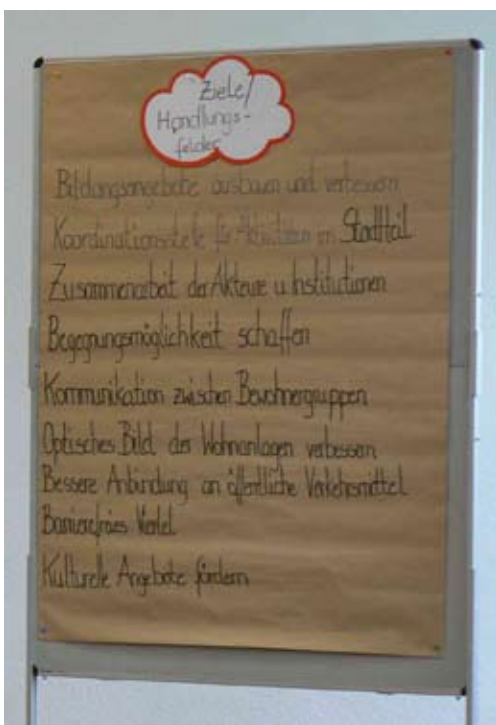 Ziele/
Handlungs-
felder
Bildungsangebote ausbauen und verbessern
Koordinationsstelle für Aktivitäten im Stadtteil
Zusammenarbeit der Akteure u. Institutionen
Begegnungsmöglichkeit schaffen
Kommunikation zwischen Bewohnergruppen
Optisches Bild der Wohnanlagen verbessern
Bessere Anbindung an öffentliche Verkehrsmittel
Barrierefreies Viertel
Kulturelle Angebote fördern